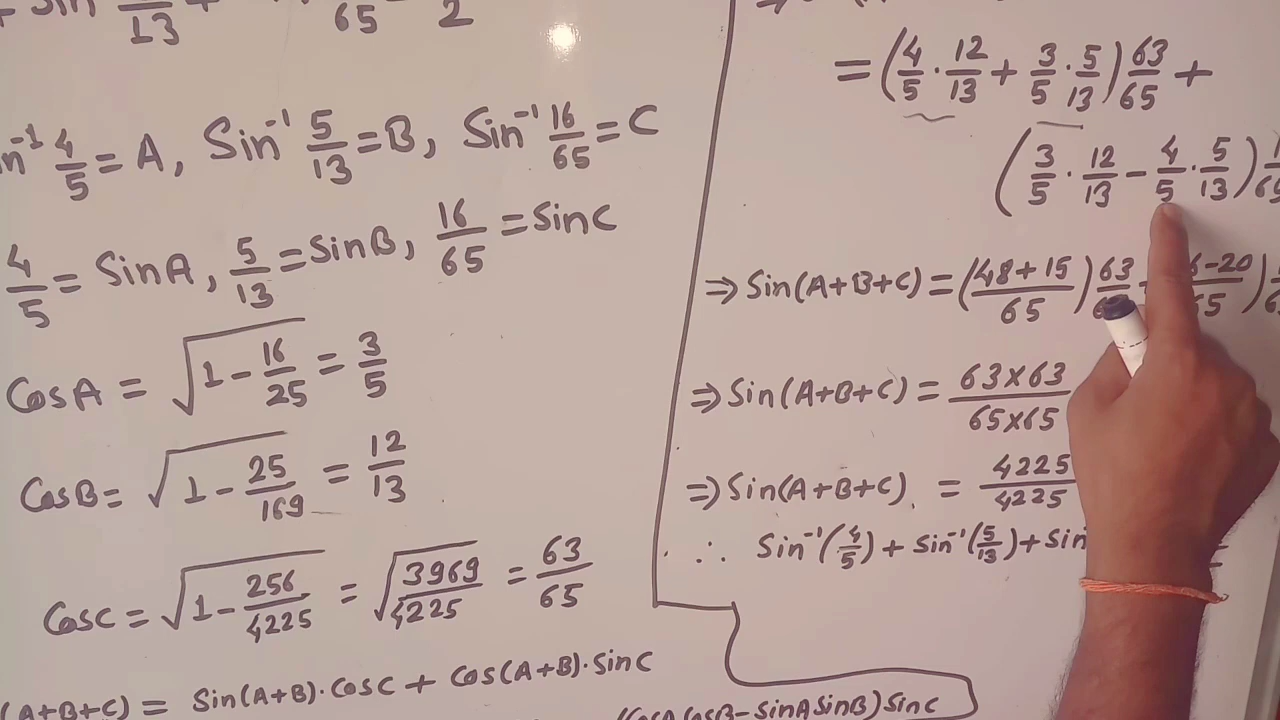 Sin /13 + /65 2
n⁻¹ 4/5 = A, Sin⁻¹ 5/13 = B, Sin⁻¹ 16/65 = C
4/5 = SinA, 5/13 = SinB, 16/65 = SinC
CosA = √(1 - 16/25) = 3/5
CosB = √(1 - 25/169) = 12/13
CosC = √(1 - 256/4225) = √(3969/4225) = 63/65
(A+B+C) = Sin(A+B)·CosC + Cos(A+B)·SinC
= (4/5 · 12/13 + 3/5 · 5/13) 63/65 +
(3/5 · 12/13 - 4/5 · 5/13)
⇒ Sin(A+B+C) = ((48+15)/65) 63/
⇒ Sin(A+B+C) = 63×63/65×65
⇒ Sin(A+B+C) = 4225/4225
∴ Sin⁻¹(4/5) + Sin⁻¹(5/13) + Sin
(CosA CosB - SinA SinB) SinC